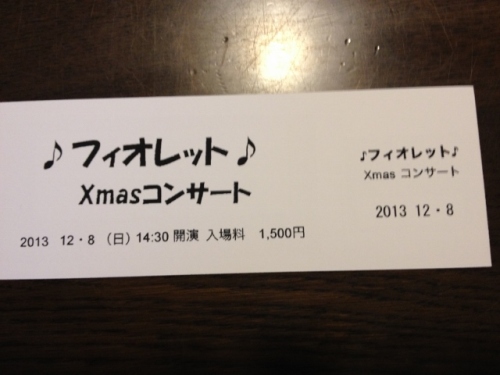 ♪フィオレット♪
Xmasコンサート
2013 12・8 （日）14:30 開演 入場料 1,500円
♪フィオレット♪
Xmas コンサート
2013 12・8